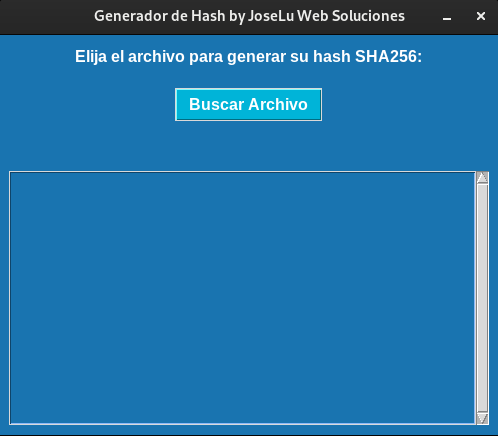 Generador de Hash by JoseLu Web Soluciones
Elija el archivo para generar su hash SHA256:
Buscar Archivo